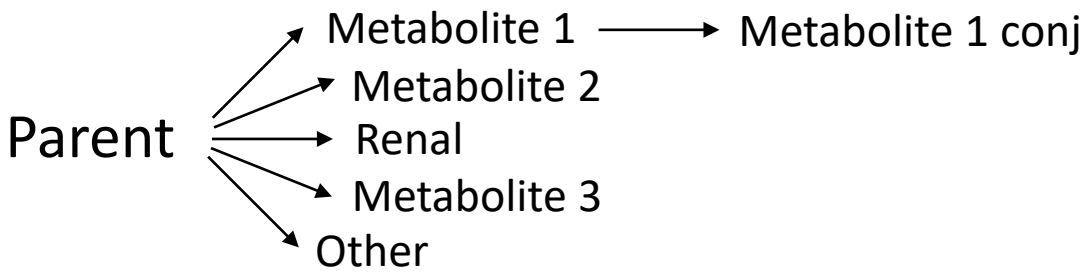 Metabolite 1
Metabolite 1 conj
Metabolite 2
Parent
Renal
Metabolite 3
Other